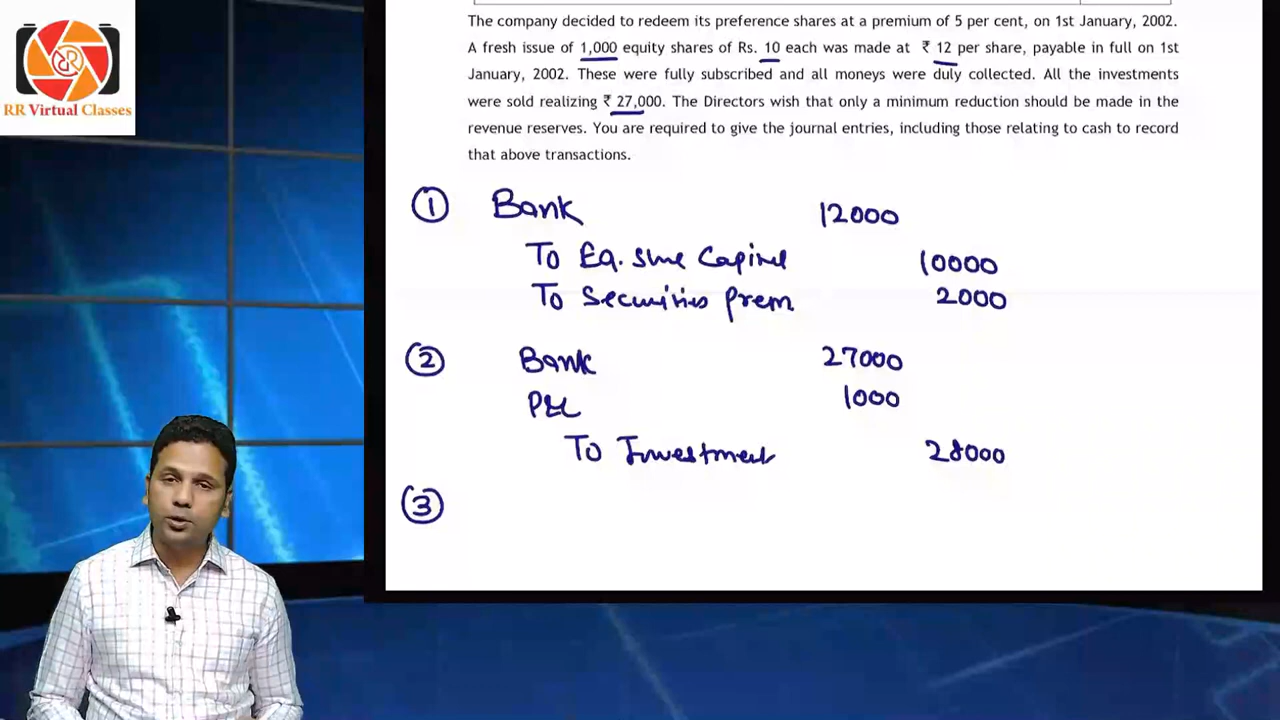 RR Virtual Classes
The company decided to redeem its preference shares at a premium of 5 per cent, on 1st January, 2002.
A fresh issue of 1,000 equity shares of Rs. 10 each was made at ₹ 12 per share, payable in full on 1st
January, 2002. These were fully subscribed and all moneys were duly collected. All the investments
were sold realizing ₹ 27,000. The Directors wish that only a minimum reduction should be made in the
revenue reserves. You are required to give the journal entries, including those relating to cash to record
that above transactions.
1 Bank 12000
To Eq. Share Capital 10000
To Securities Prem 2000
2 Bank 27000
P&L 1000
To Investment 28000
3